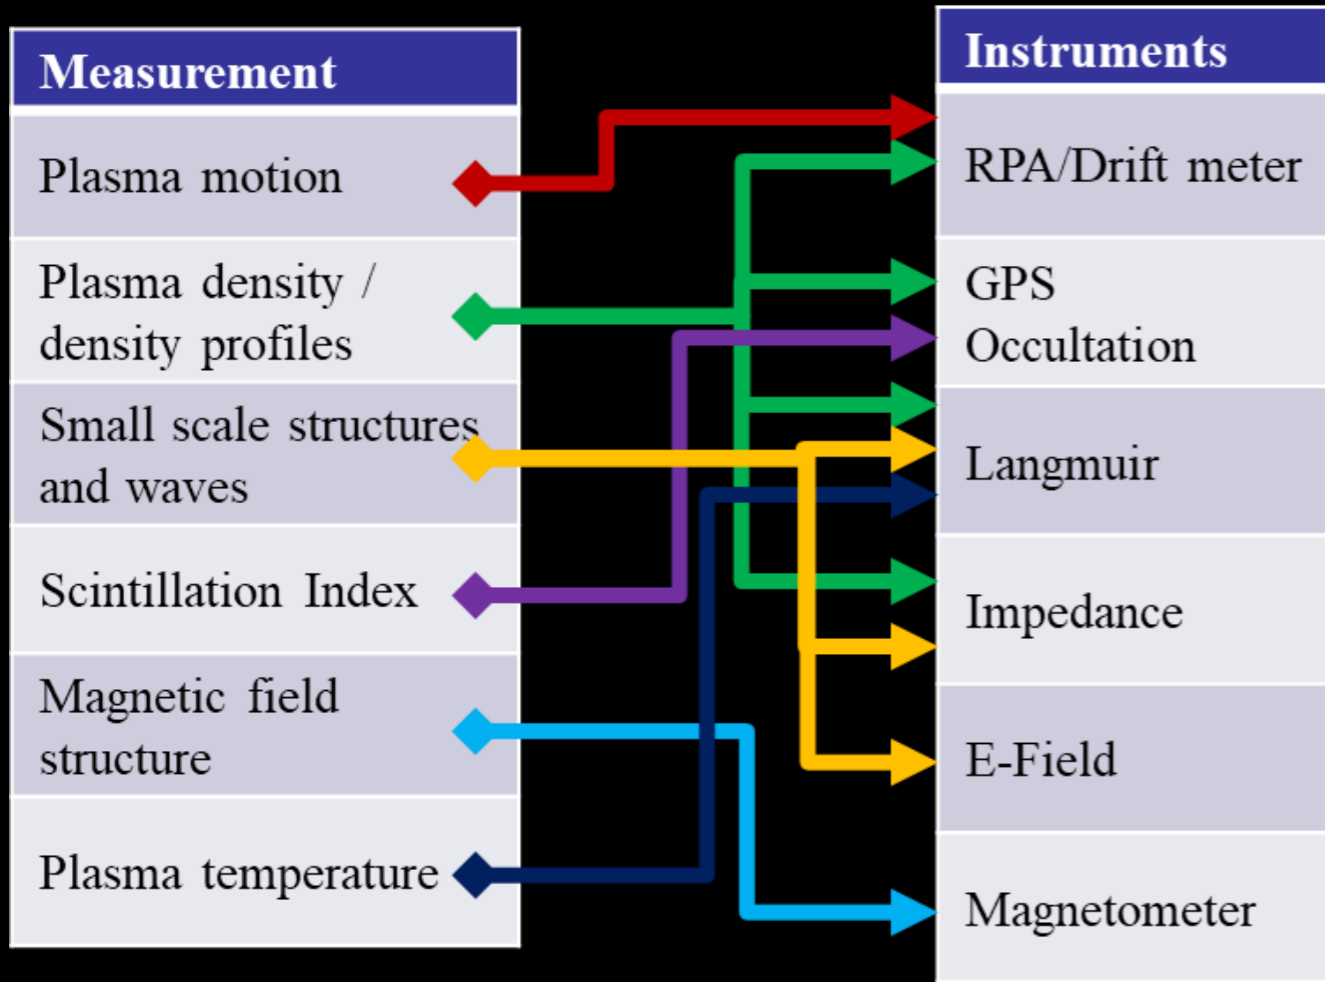 Measurement
Plasma motion
Plasma density /
density profiles
Small scale structures
and waves
Scintillation Index
Magnetic field
structure
Plasma temperature
Instruments
RPA/Drift meter
GPS
Occultation
Langmuir
Impedance
E-Field
Magnetometer